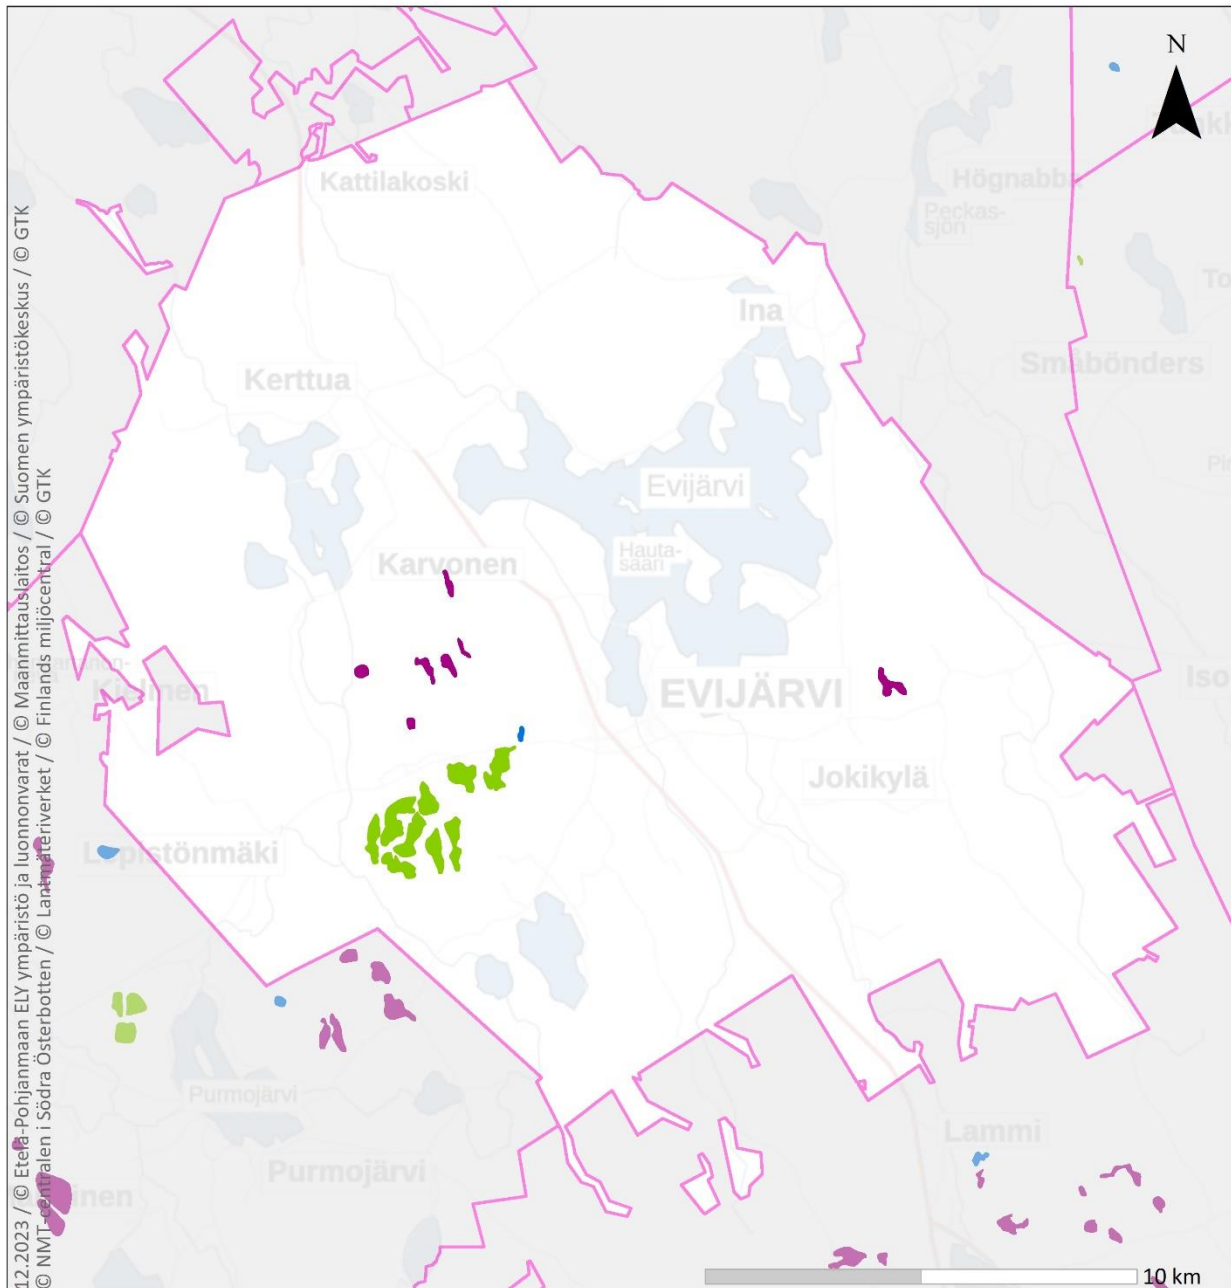 N
Kattilakoski
Högnabba
Peckas-
sjön
Ina
Småbönders
Kerttua
Evijärvi
Hauta-
saari
Karvonen
EVIJÄRVI
Jokikylä
Lepistönmäki
Purmojärvi
Lammi
Purmojärvi
10 km
12.2023 / © Etelä-Pohjanmaan ELY ympäristö ja luonnonvarat / © Maanmittauslaitos / © Suomen ympäristökeskus / © GTK
© NMT-centralen i Södra Österbotten / © Lantmäteriverket / © Finlands miljöcentral / © GTK